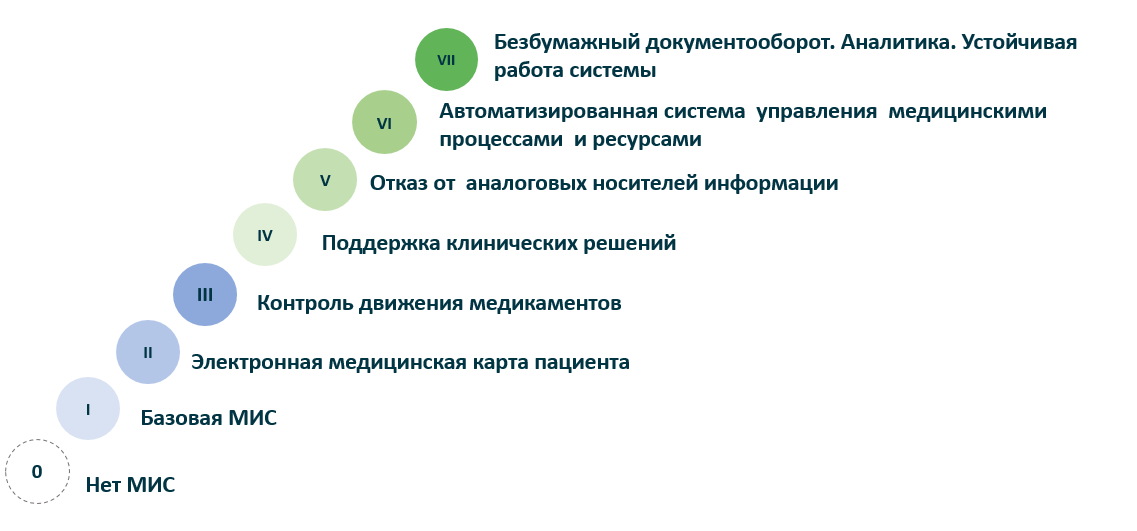 VII
Безбумажный документооборот. Аналитика. Устойчивая
работа системы
VI
Автоматизированная система управления медицинскими
процессами и ресурсами
V
Отказ от аналоговых носителей информации
IV
Поддержка клинических решений
III
Контроль движения медикаментов
II
Электронная медицинская карта пациента
I
Базовая МИС
0
Нет МИС